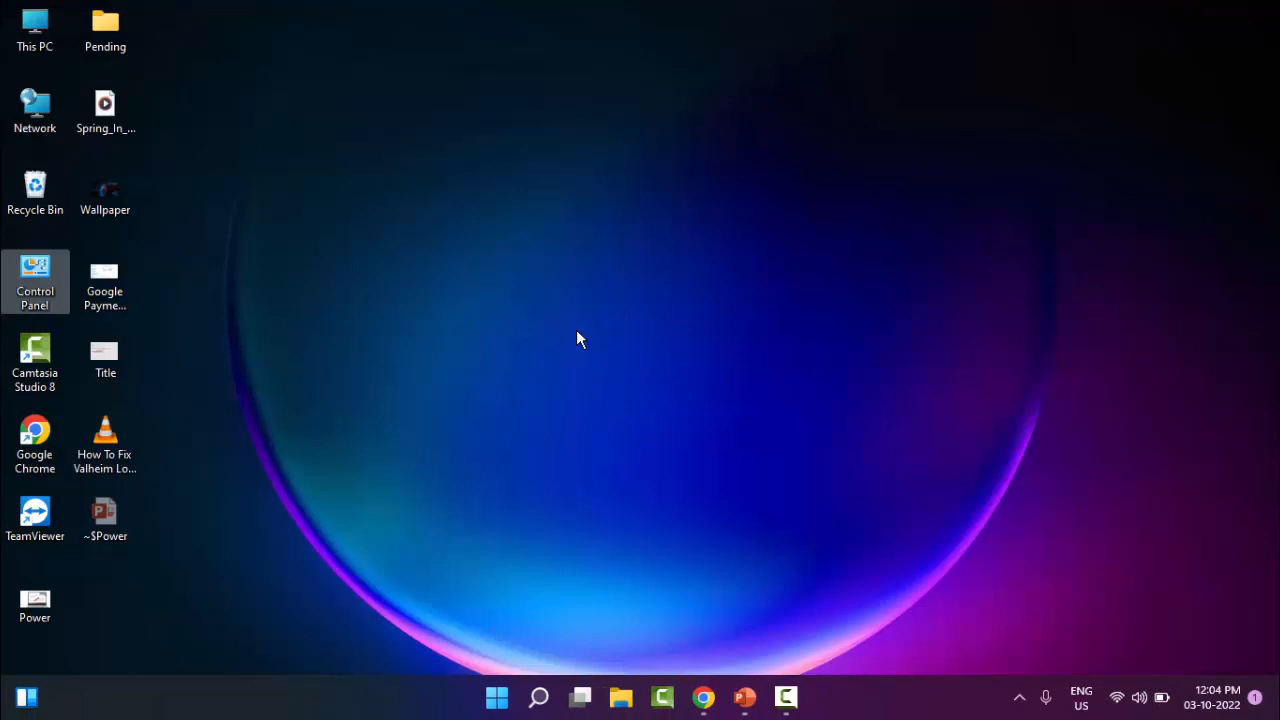 This PC
Pending
Network
Spring_In_...
Recycle Bin
Wallpaper
Control
Panel
Google
Payme...
Camtasia
Studio 8
Title
Google
Chrome
How To Fix
Valheim Lo...
TeamViewer
~$Power
Power
ENG
US
12:04 PM
03-10-2022
1